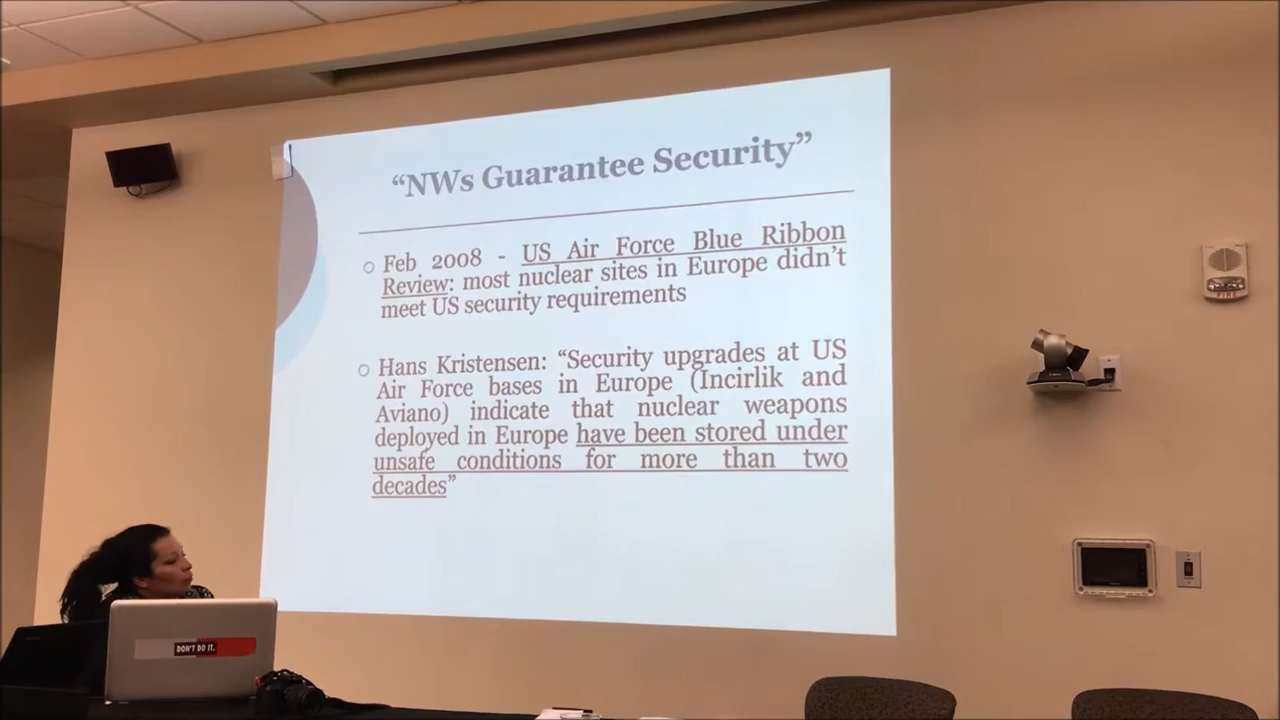 “NWs Guarantee Security”
Feb 2008 - US Air Force Blue Ribbon
Review: most nuclear sites in Europe didn’t
meet US security requirements
Hans Kristensen: “Security upgrades at US
Air Force bases in Europe (Incirlik and
Aviano) indicate that nuclear weapons
deployed in Europe have been stored under
unsafe conditions for more than two
decades”
FIRE
DON'T DO IT.